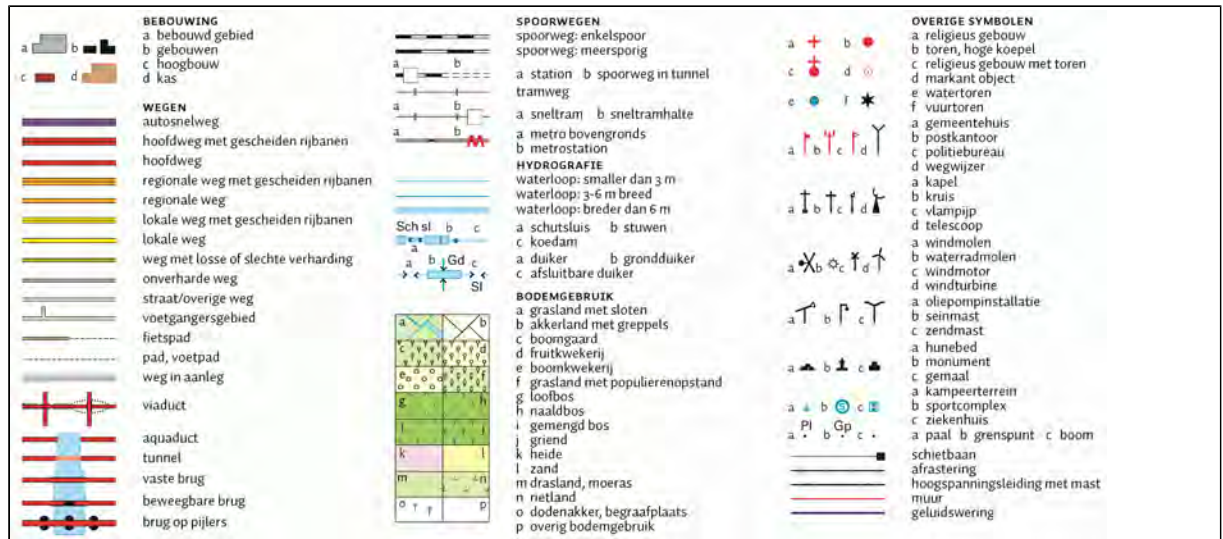 BEBOUWING
a bebouwd gebied
b gebouwen
c hoogbouw
d kas
a b
c d
WEGEN
autosnelweg
hoofdweg met gescheiden rijbanen
hoofdweg
regionale weg met gescheiden rijbanen
regionale weg
lokale weg met gescheiden rijbanen
lokale weg
weg met losse of slechte verharding
onverharde weg
straat/overige weg
voetgangersgebied
fietspad
pad, voetpad
weg in aanleg
viaduct
aquaduct
tunnel
vaste brug
beweegbare brug
brug op pijlers
SPOORWEGEN
spoorweg: enkelspoor
spoorweg: meersporig
a b
a station b spoorweg in tunnel
tramweg
a b
a sneltram b sneltramhalte
a b
a metro bovengronds
b metrostation
HYDROGRAFIE
waterloop: smaller dan 3 m
waterloop: 3-6 m breed
waterloop: breder dan 6 m
Sch sl b c
a
a schutsluis b stuwen
c koedam
a b Gd c
Sl
a duiker b grondduiker
c afsluitbare duiker
BODEMGEBRUIK
a grasland met sloten
b akkerland met greppels
c boomgaard
d fruitkwekerij
e boomkwekerij
f grasland met populierenopstand
g loofbos
h naaldbos
i gemengd bos
j griend
k heide
l zand
m drasland, moeras
n rietland
o dodenakker, begraafplaats
p overig bodemgebruik
a b
c d
e f
g h
i j
k l
m n
o p
OVERIGE SYMBOLEN
a religieus gebouw
b toren, hoge koepel
c religieus gebouw met toren
d markant object
e watertoren
f vuurtoren
a b
c d
e f
a gemeentehuis
b postkantoor
c politiebureau
d wegwijzer
a b c d
a kapel
b kruis
c vlampijp
d telescoop
a b c d
a windmolen
b waterradmolen
c windmotor
d windturbine
a b c d
a oliepompinstallatie
b seinmast
c zendmast
a b c
a hunebed
b monument
c gemaal
a b c
a kampeerterrein
b sportcomplex
c ziekenhuis
a b S c
Pl Gp
a b c
a paal b grenspunt c boom
schietbaan
afrastering
hoogspanningsleiding met mast
muur
geluidswering